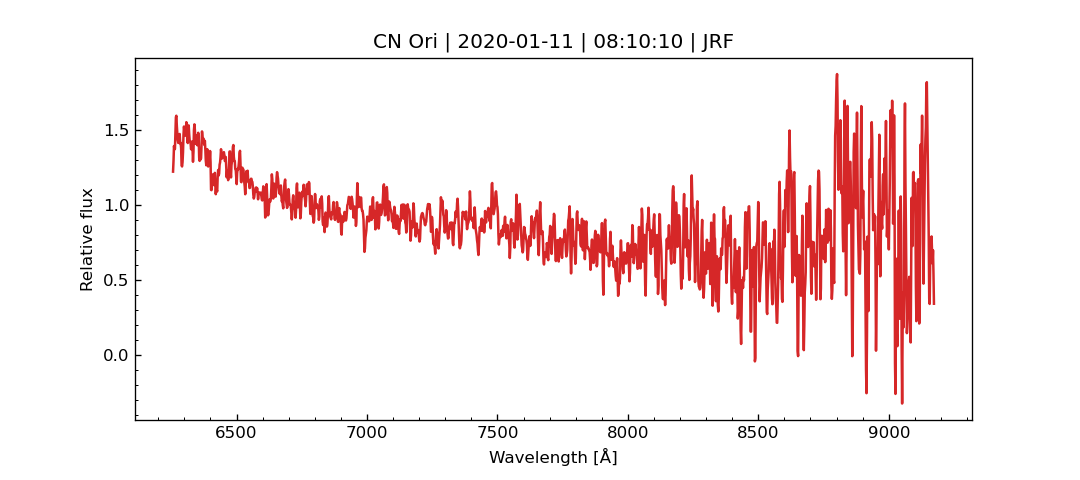 CN Ori | 2020-01-11 | 08:10:10 | JRF
Relative flux
1.5
1.0
0.5
0.0
6500 7000 7500 8000 8500 9000
Wavelength [Å]